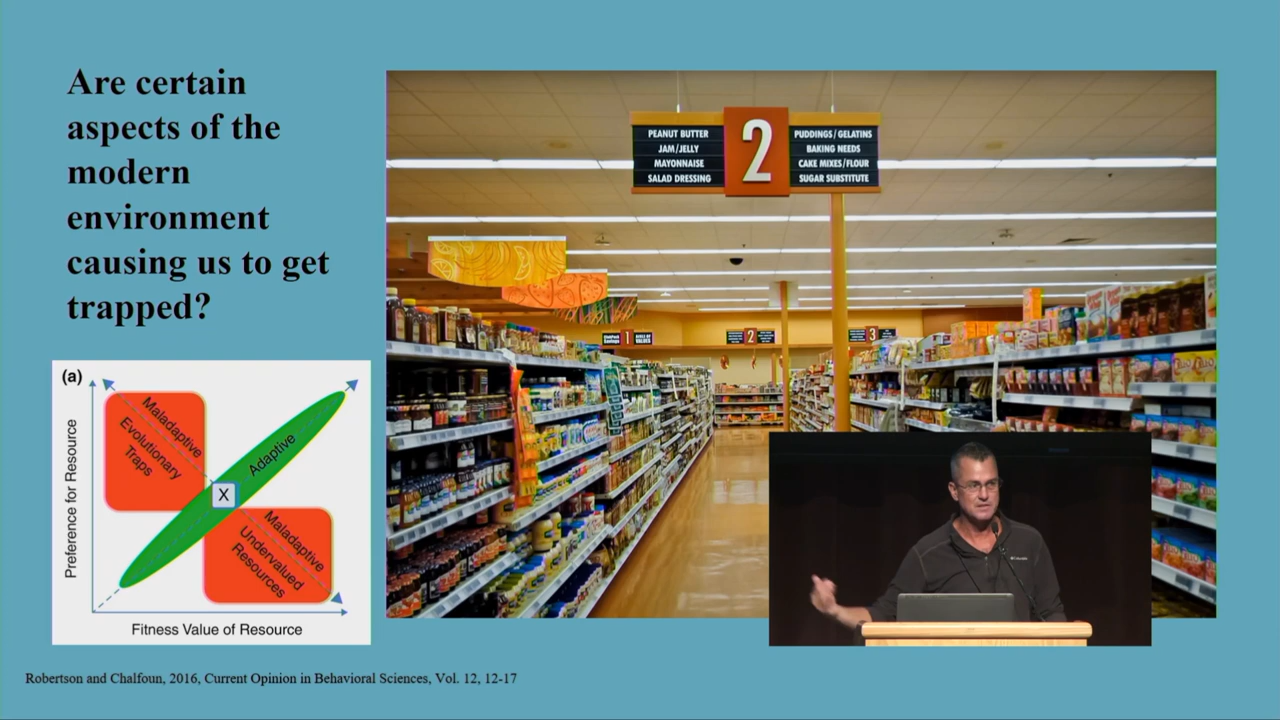 Are certain
aspects of the
modern
environment
causing us to get
trapped?
(a)
Preference for Resource
Maladaptive
Evolutionary
Traps
Adaptive
X
Maladaptive
Undervalued
Resources
Fitness Value of Resource
PEANUT BUTTER
JAM/JELLY
MAYONNAISE
SALAD DRESSING
2
PUDDINGS/GELATINS
BAKING NEEDS
CAKE MIXES/FLOUR
SUGAR SUBSTITUTE
1
2
3
Columbia
Robertson and Chalfoun, 2016, Current Opinion in Behavioral Sciences, Vol. 12, 12-17